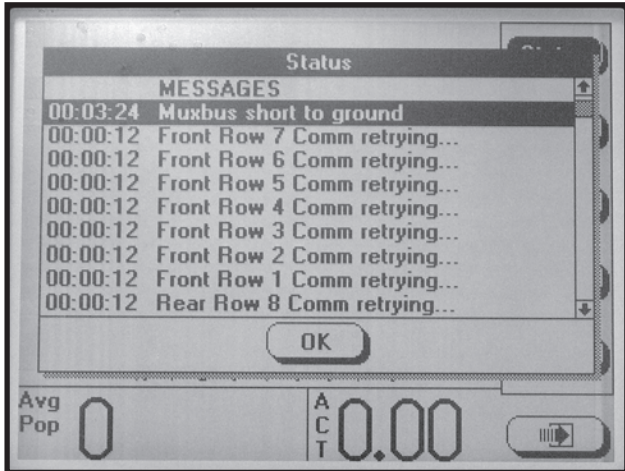 Status
MESSAGES
00:03:24 Muxbus short to ground
00:00:12 Front Row 7 Comm retrying...
00:00:12 Front Row 6 Comm retrying...
00:00:12 Front Row 5 Comm retrying...
00:00:12 Front Row 4 Comm retrying...
00:00:12 Front Row 3 Comm retrying...
00:00:12 Front Row 2 Comm retrying...
00:00:12 Front Row 1 Comm retrying...
00:00:12 Rear Row 8 Comm retrying...
OK
Avg
Pop
0
ACT
0.00